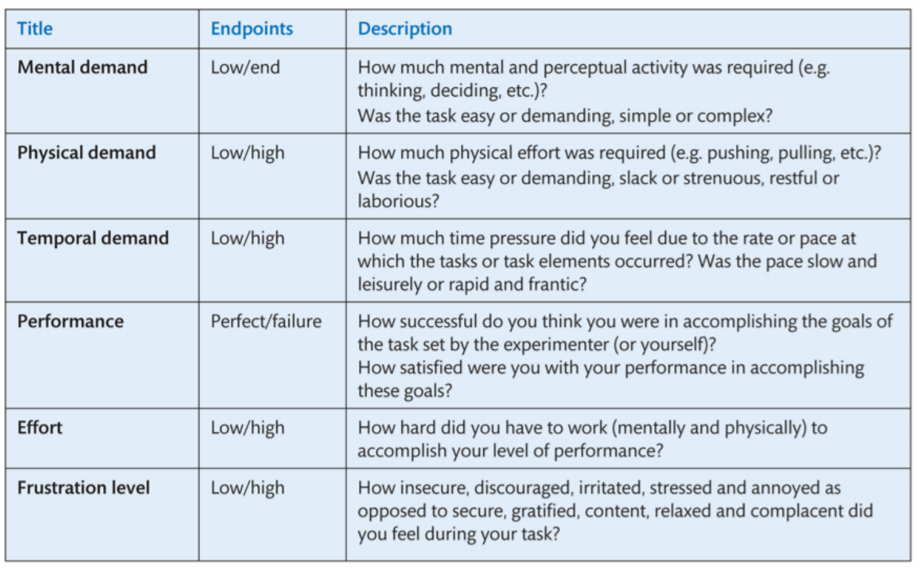 Title Endpoints Description
Mental demand Low/end How much mental and perceptual activity was required (e.g.
thinking, deciding, etc.)?
Was the task easy or demanding, simple or complex?
Physical demand Low/high How much physical effort was required (e.g. pushing, pulling, etc.)?
Was the task easy or demanding, slack or strenuous, restful or
laborious?
Temporal demand Low/high How much time pressure did you feel due to the rate or pace at
which the tasks or task elements occurred? Was the pace slow and
leisurely or rapid and frantic?
Performance Perfect/failure How successful do you think you were in accomplishing the goals of
the task set by the experimenter (or yourself)?
How satisfied were you with your performance in accomplishing
these goals?
Effort Low/high How hard did you have to work (mentally and physically) to
accomplish your level of performance?
Frustration level Low/high How insecure, discouraged, irritated, stressed and annoyed as
opposed to secure, gratified, content, relaxed and complacent did
you feel during your task?